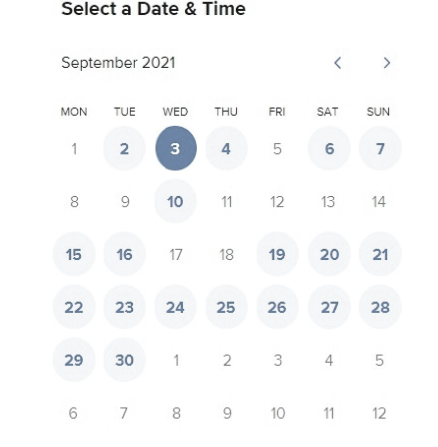 Select a Date & Time
September 2021
MON TUE WED THU FRI SAT SUN
1 2 3 4 5 6 7
8 9 10 11 12 13 14
15 16 17 18 19 20 21
22 23 24 25 26 27 28
29 30 1 2 3 4 5
6 7 8 9 10 11 12